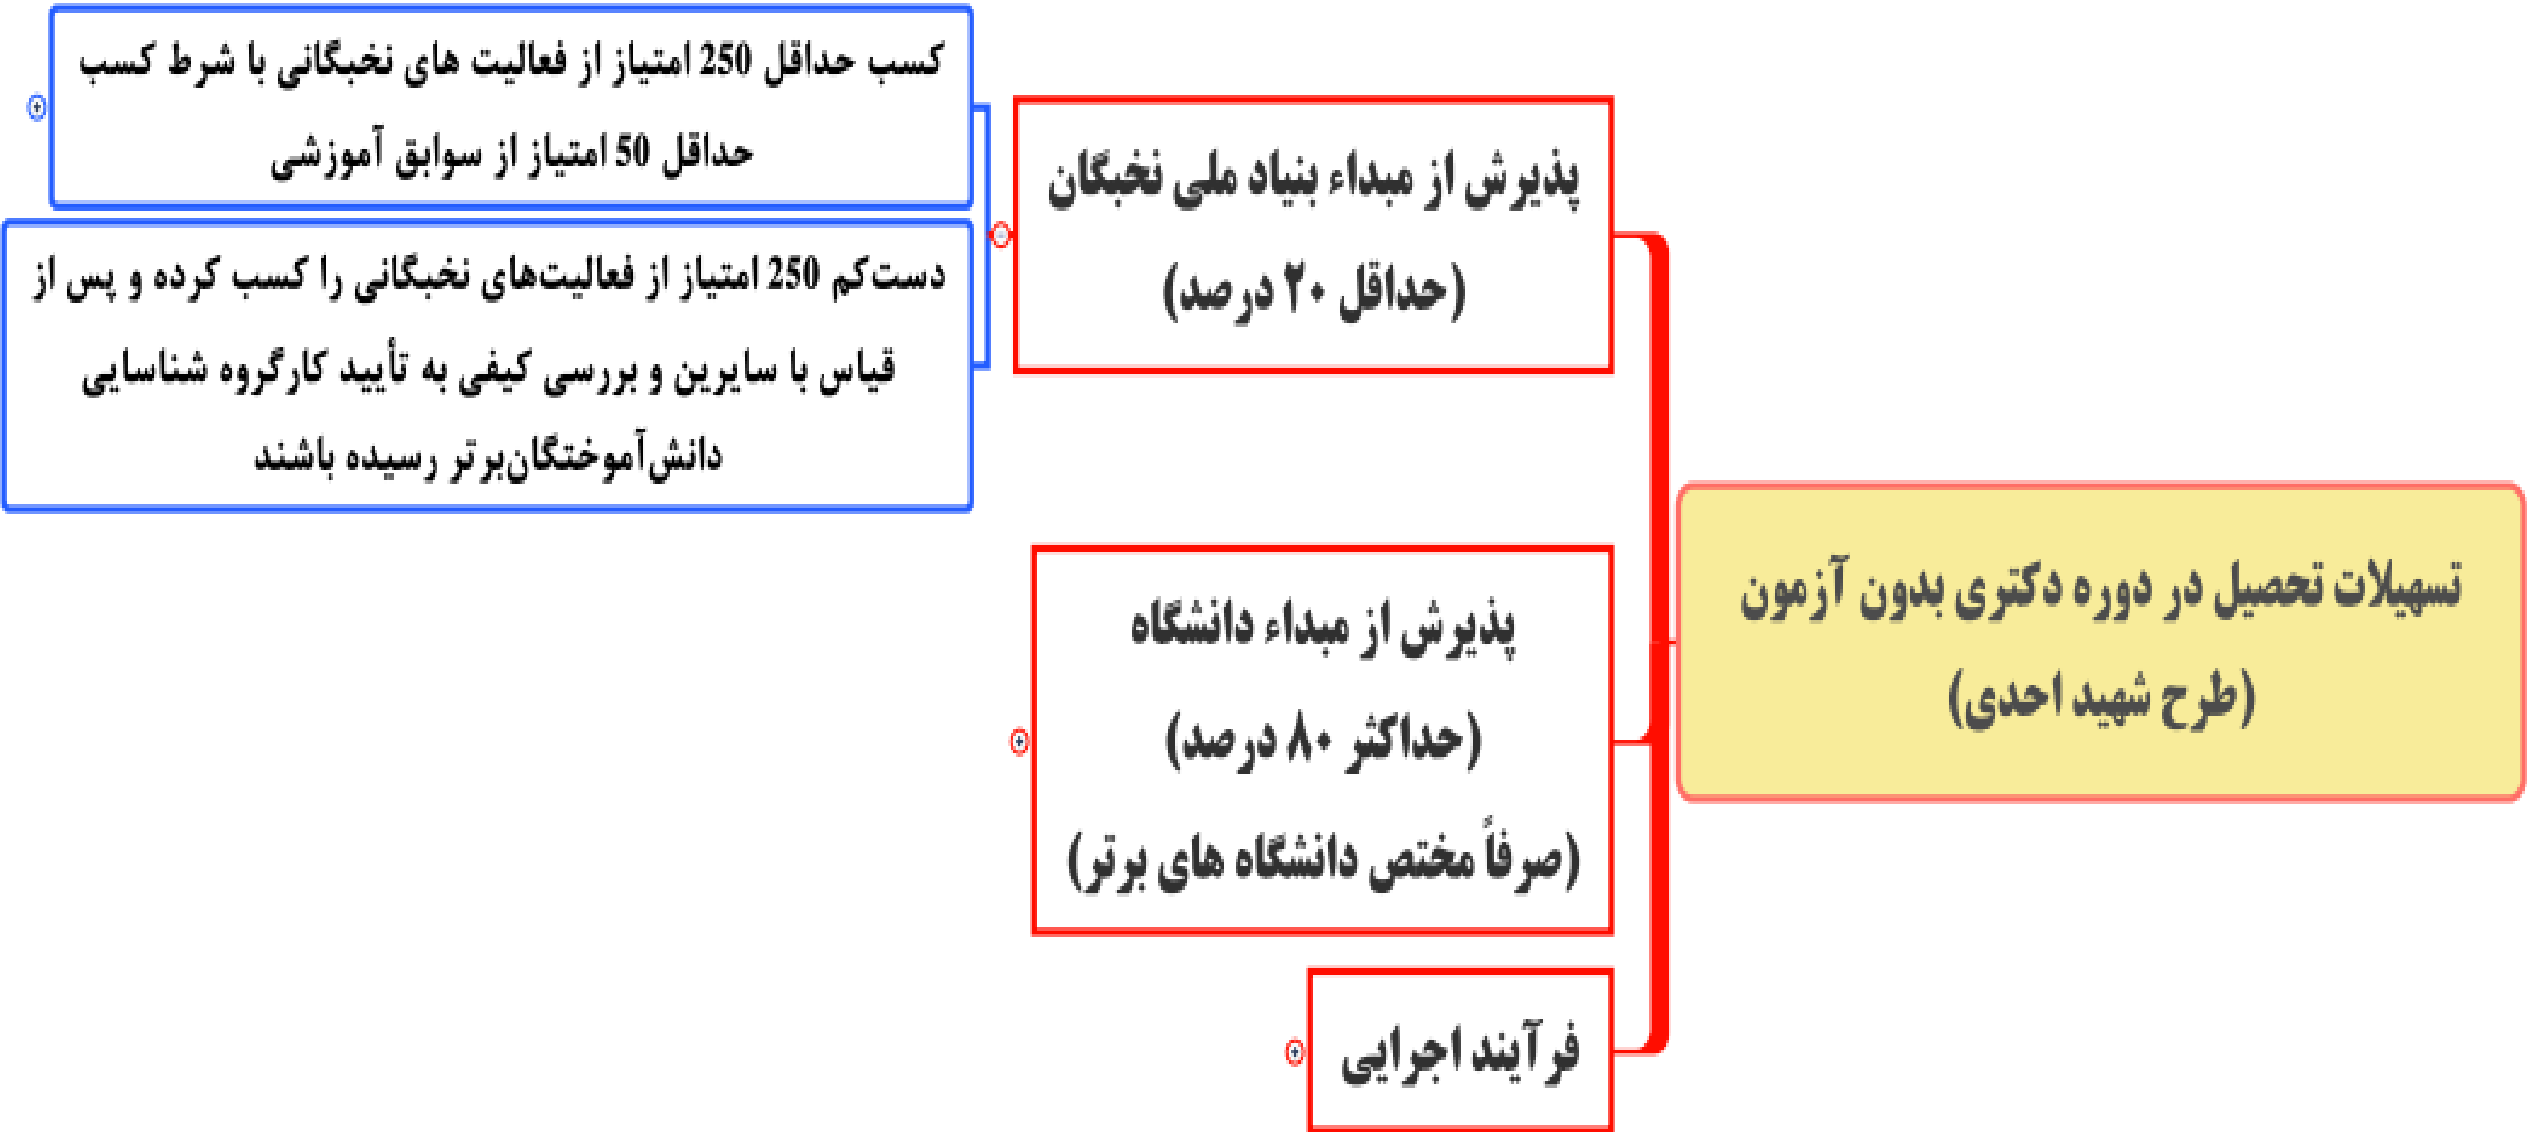 تسهیلات تحصیل در دوره دکتری بدون آزمون
(طرح شهید احدی)
پذیرش از مبداء بنیاد ملی نخبگان
(حداقل ۲۰ درصد)
کسب حداقل 250 امتیاز از فعالیت های نخبگانی با شرط کسب
حداقل 50 امتیاز از سوابق آموزشی
دست‌کم 250 امتیاز از فعالیت‌های نخبگانی را کسب کرده و پس از
قیاس با سایرین و بررسی کیفی به تأیید کارگروه شناسایی
دانش‌آموختگان‌برتر رسیده باشند
پذیرش از مبداء دانشگاه
(حداکثر ۸۰ درصد)
(صرفاً مختص دانشگاه های برتر)
فرآیند اجرایی